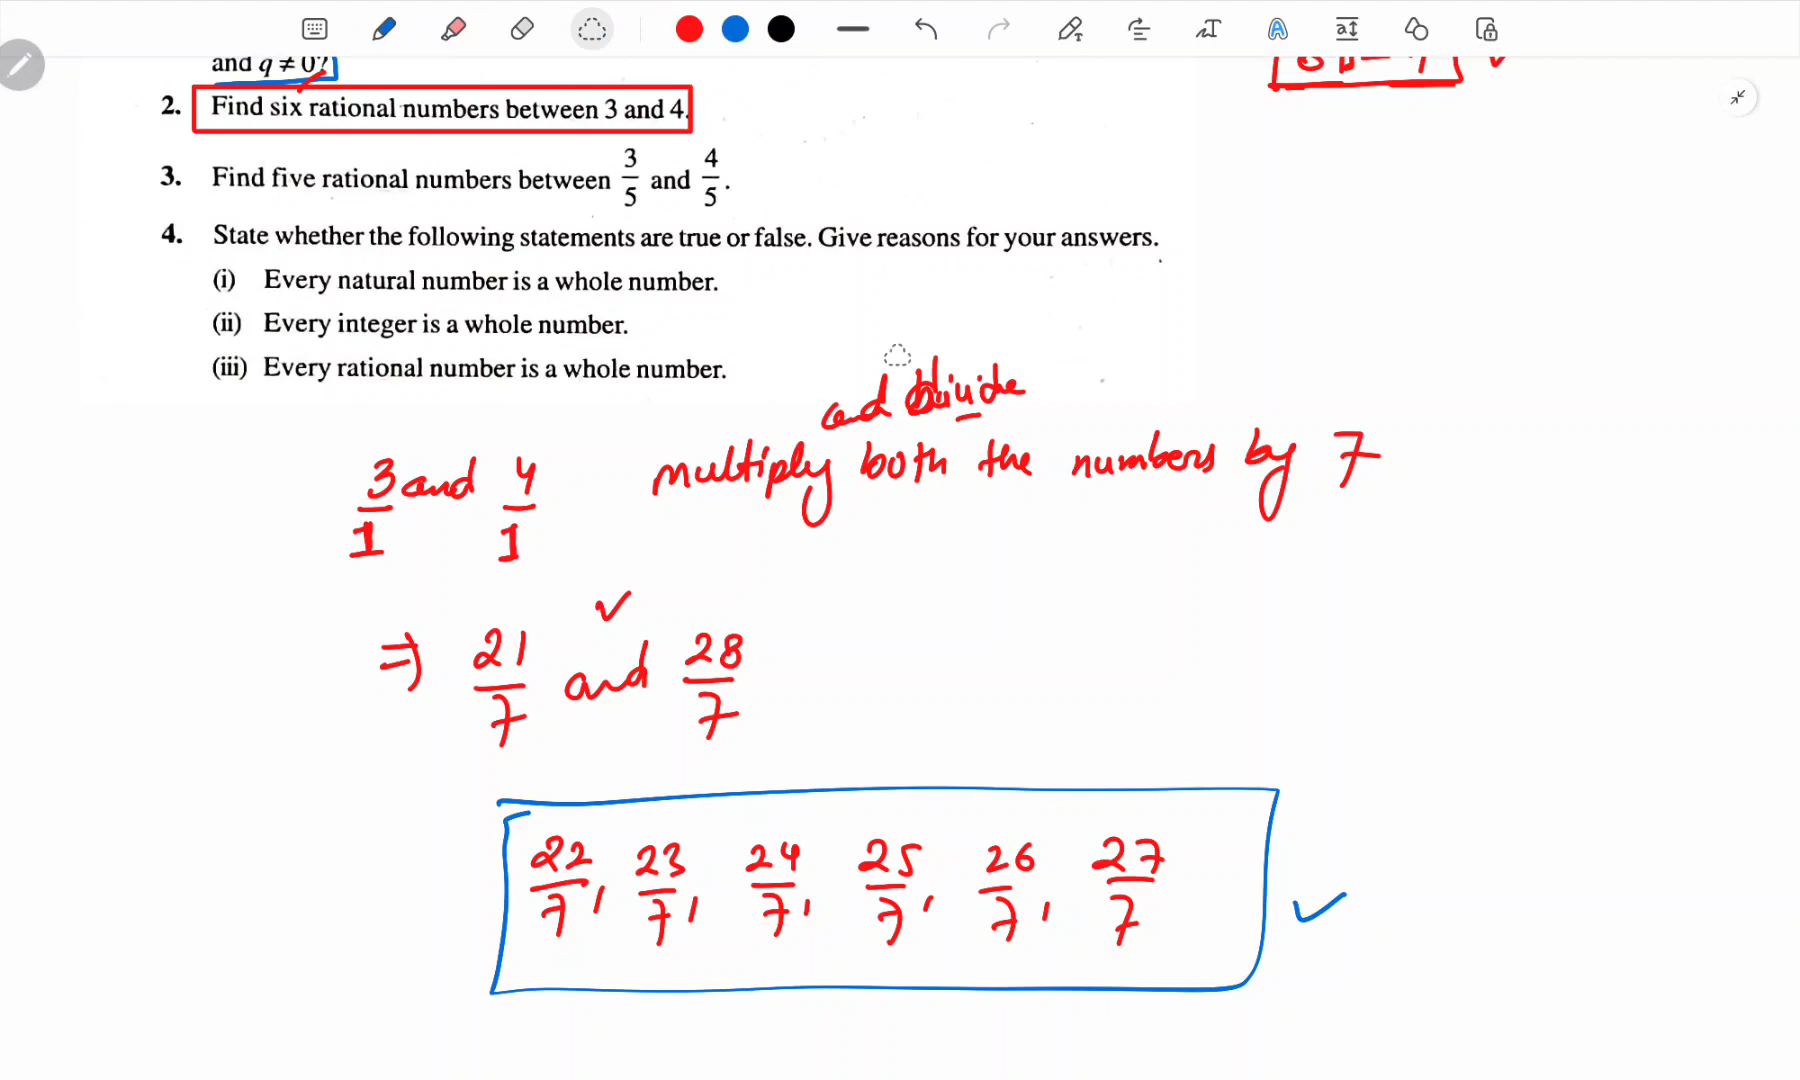 and q ≠ 0?
2. Find six rational numbers between 3 and 4.
3. Find five rational numbers between 3/5 and 4/5.
4. State whether the following statements are true or false. Give reasons for your answers.
(i) Every natural number is a whole number.
(ii) Every integer is a whole number.
(iii) Every rational number is a whole number.
and divide
3/1 and 4/1 multiply both the numbers by 7
⇒ 21/7 and 28/7
22/7, 23/7, 24/7, 25/7, 26/7, 27/7